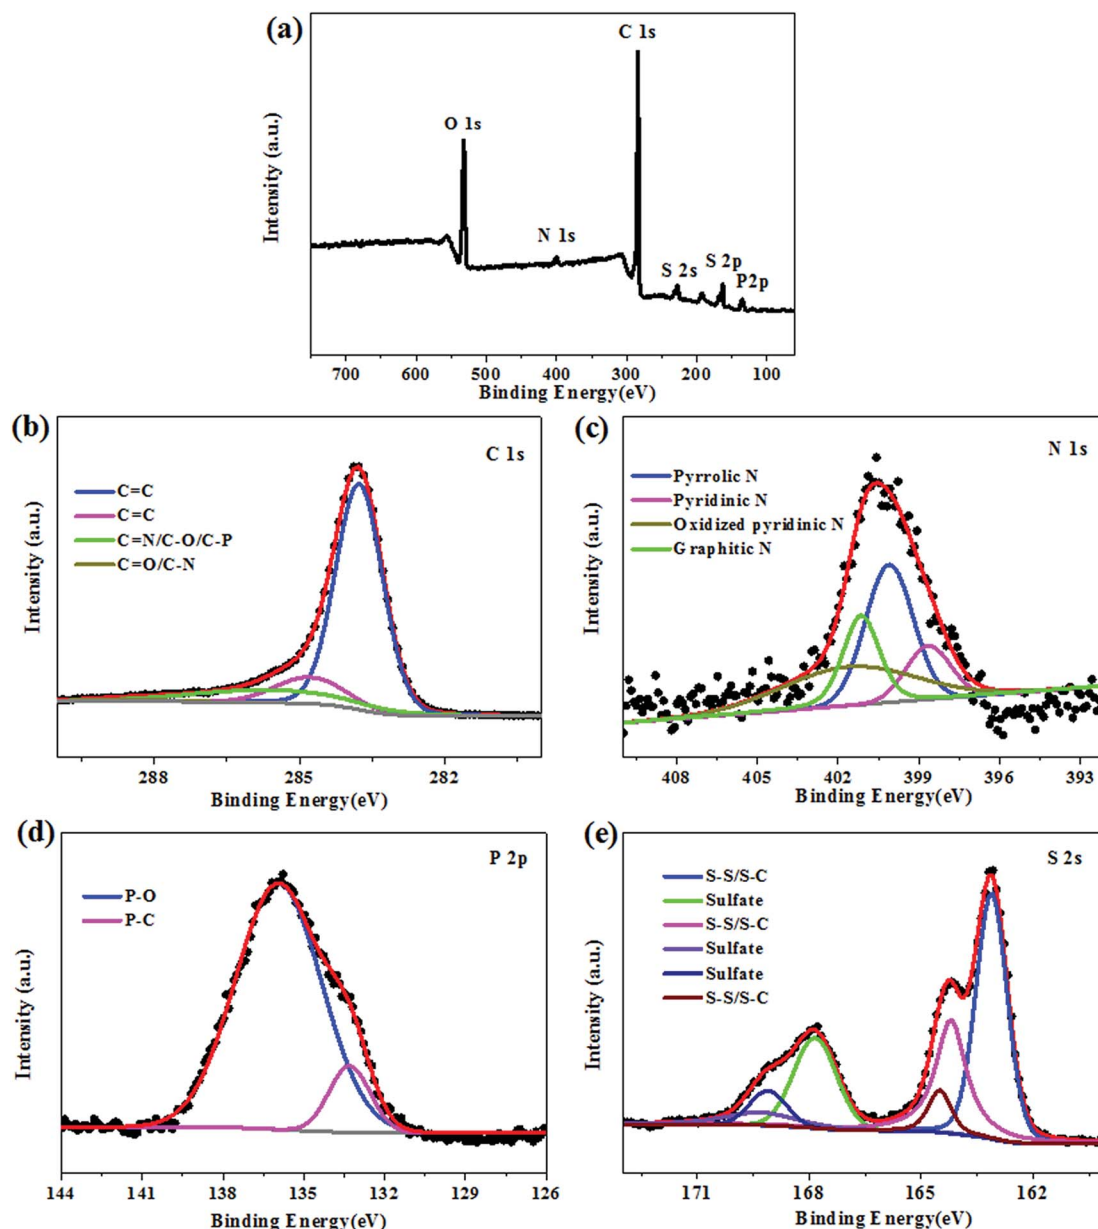 (a)
C 1s
O 1s
N 1s
S 2s
S 2p
P2p
Intensity (a.u.)
700 600 500 400 300 200 100
Binding Energy(eV)
(b)
C 1s
C=C
C=C
C=N/C-O/C-P
C=O/C-N
Intensity (a.u.)
288 285 282
Binding Energy(eV)
(c)
N 1s
Pyrrolic N
Pyridinic N
Oxidized pyridinic N
Graphitic N
Intensity (a.u.)
408 405 402 399 396 393
Binding Energy(eV)
(d)
P 2p
P-O
P-C
Intensity (a.u.)
144 141 138 135 132 129 126
Binding Energy(eV)
(e)
S 2s
S-S/S-C
Sulfate
S-S/S-C
Sulfate
Sulfate
S-S/S-C
Intensity (a.u.)
171 168 165 162
Binding Energy(eV)